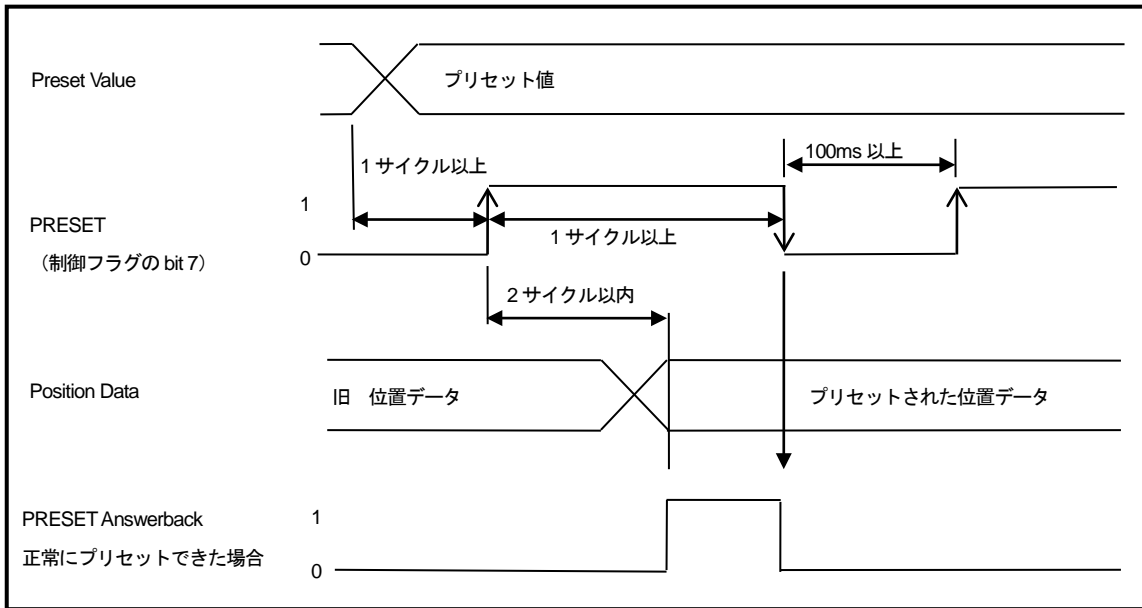 Preset Value
プリセット値
1 サイクル以上
100ms 以上
1
PRESET
1 サイクル以上
(制御フラグの bit 7)
0
2 サイクル以内
Position Data
旧 位置データ
プリセットされた位置データ
PRESET Answerback
1
正常にプリセットできた場合
0